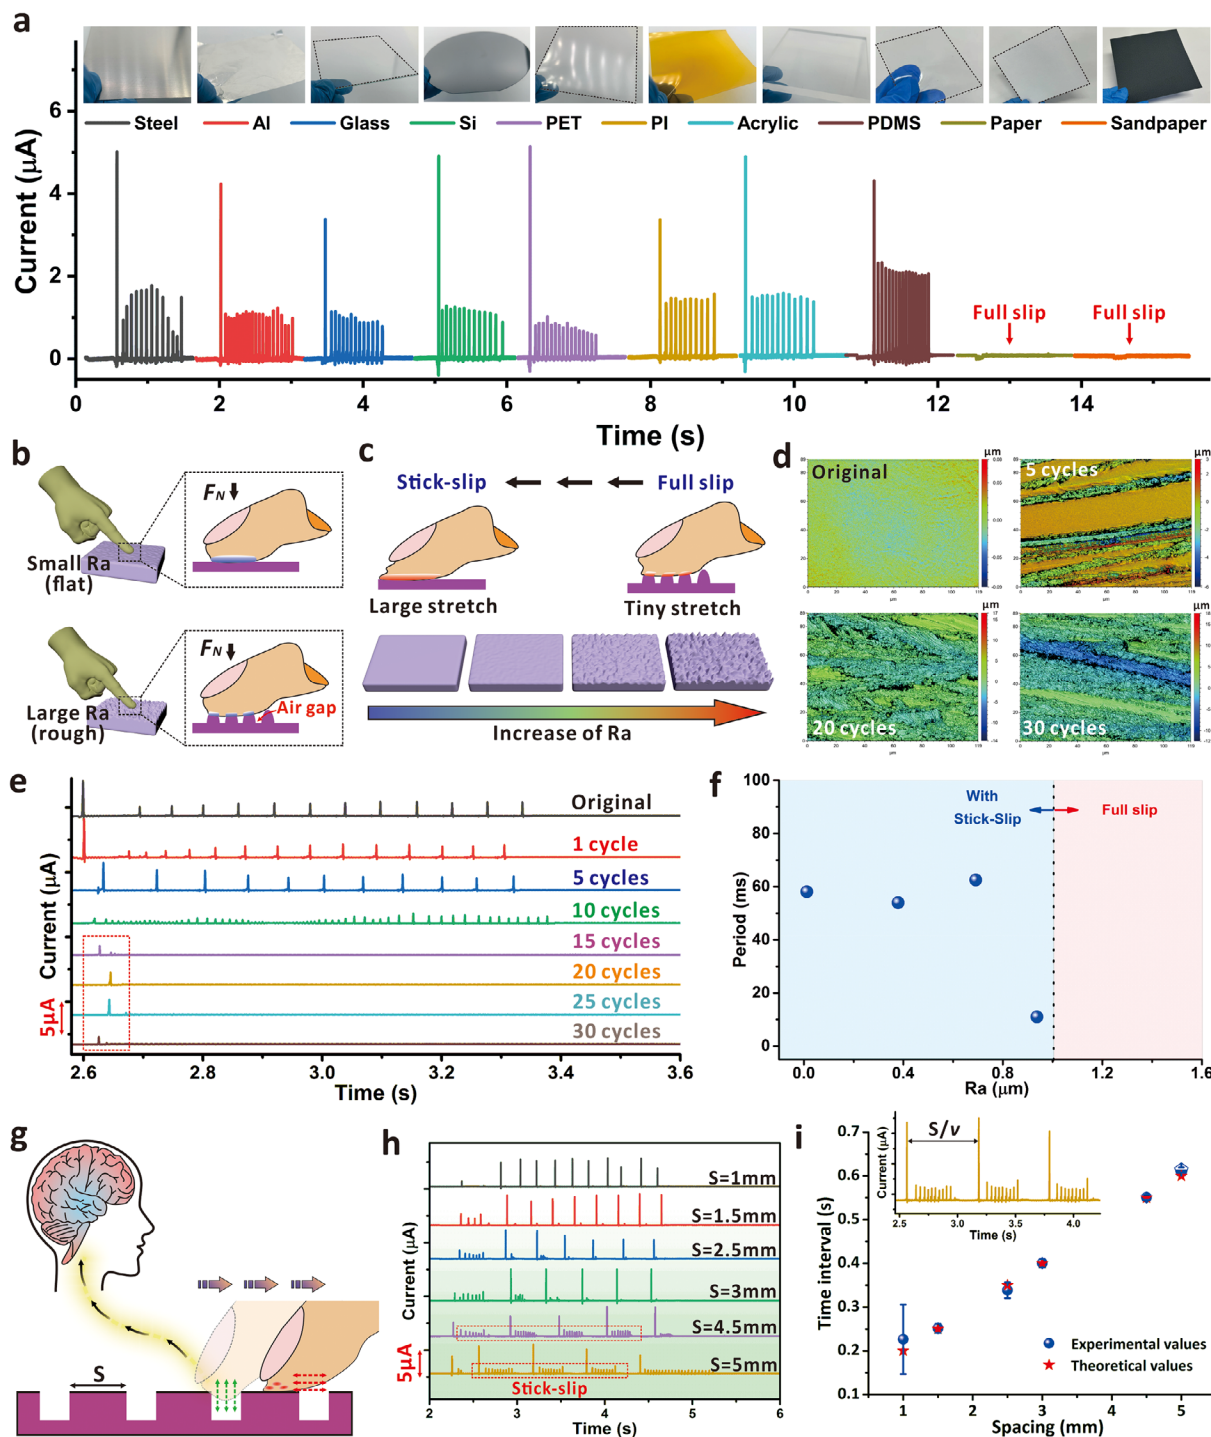 a
Current (μA)
6
4
2
0
Steel
Al
Glass
Si
PET
PI
Acrylic
PDMS
Paper
Sandpaper
Full slip
Full slip
0 2 4 6 8 10 12 14
Time (s)
b
FN
Small Ra
(flat)
FN
Large Ra
(rough)
Air gap
c
Stick-slip
Full slip
Large stretch
Tiny stretch
Increase of Ra
d
Original
5 cycles
20 cycles
30 cycles
μm
μm
μm
μm
e
Current (μA)
5μA
Original
1 cycle
5 cycles
10 cycles
15 cycles
20 cycles
25 cycles
30 cycles
2.6 2.8 3.0 3.2 3.4 3.6
Time (s)
f
Period (ms)
100
80
60
40
20
0
With
Stick-Slip
Full slip
0.0 0.4 0.8 1.2 1.6
Ra (μm)
g
S
h
Current (μA)
5μA
S=1mm
S=1.5mm
S=2.5mm
S=3mm
S=4.5mm
S=5mm
Stick-slip
2 3 4 5 6
Time (s)
i
Time interval (s)
0.7
0.6
0.5
0.4
0.3
0.2
0.1
S/v
Current (μA)
2.5 3.0 3.5 4.0
Time (s)
Experimental values
Theoretical values
1 2 3 4 5
Spacing (mm)